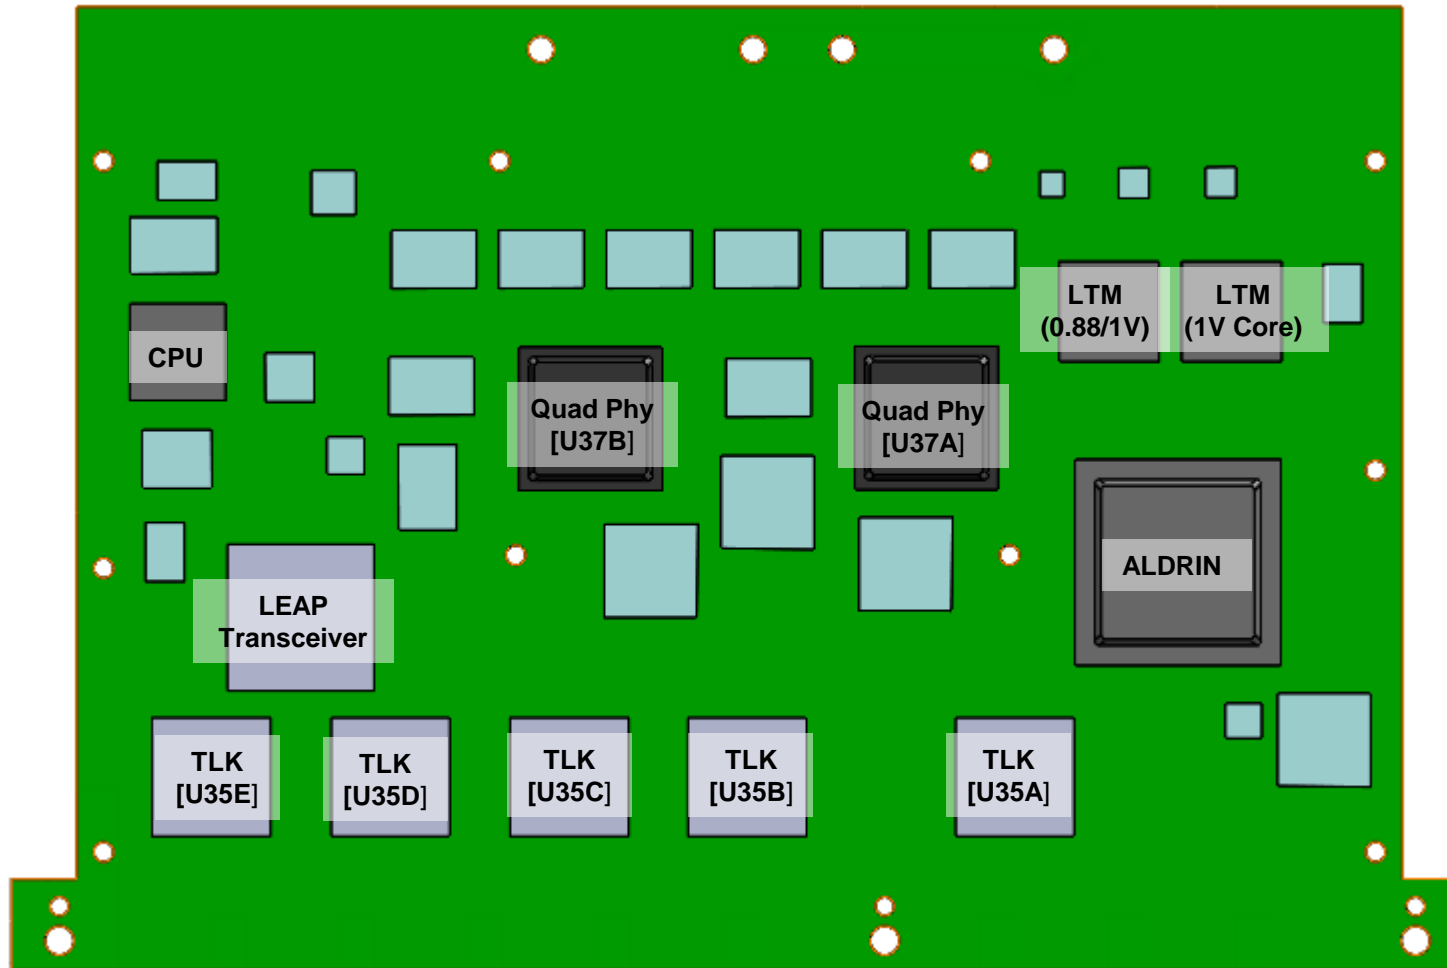 LTM
(0.88/1V)
LTM
(1V Core)
CPU
Quad Phy
[U37B]
Quad Phy
[U37A]
ALDRIN
LEAP
Transceiver
TLK
[U35E]
TLK
[U35D]
TLK
[U35C]
TLK
[U35B]
TLK
[U35A]